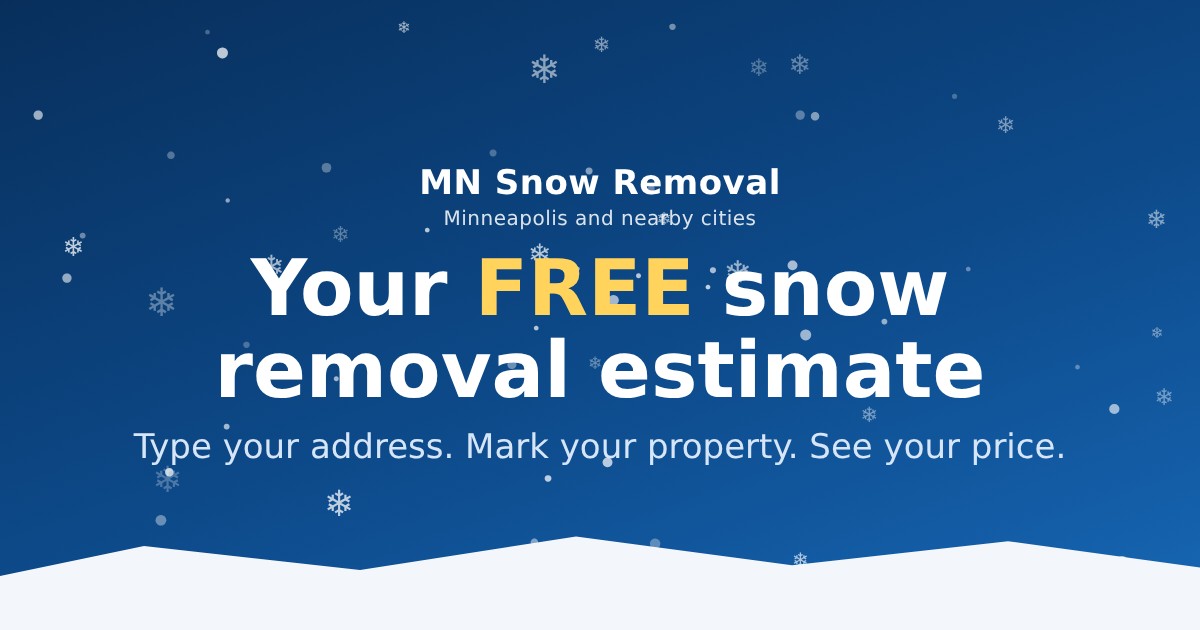 MN Snow Removal
Minneapolis and nearby cities
Your FREE snow
removal estimate
Type your address. Mark your property. See your price.